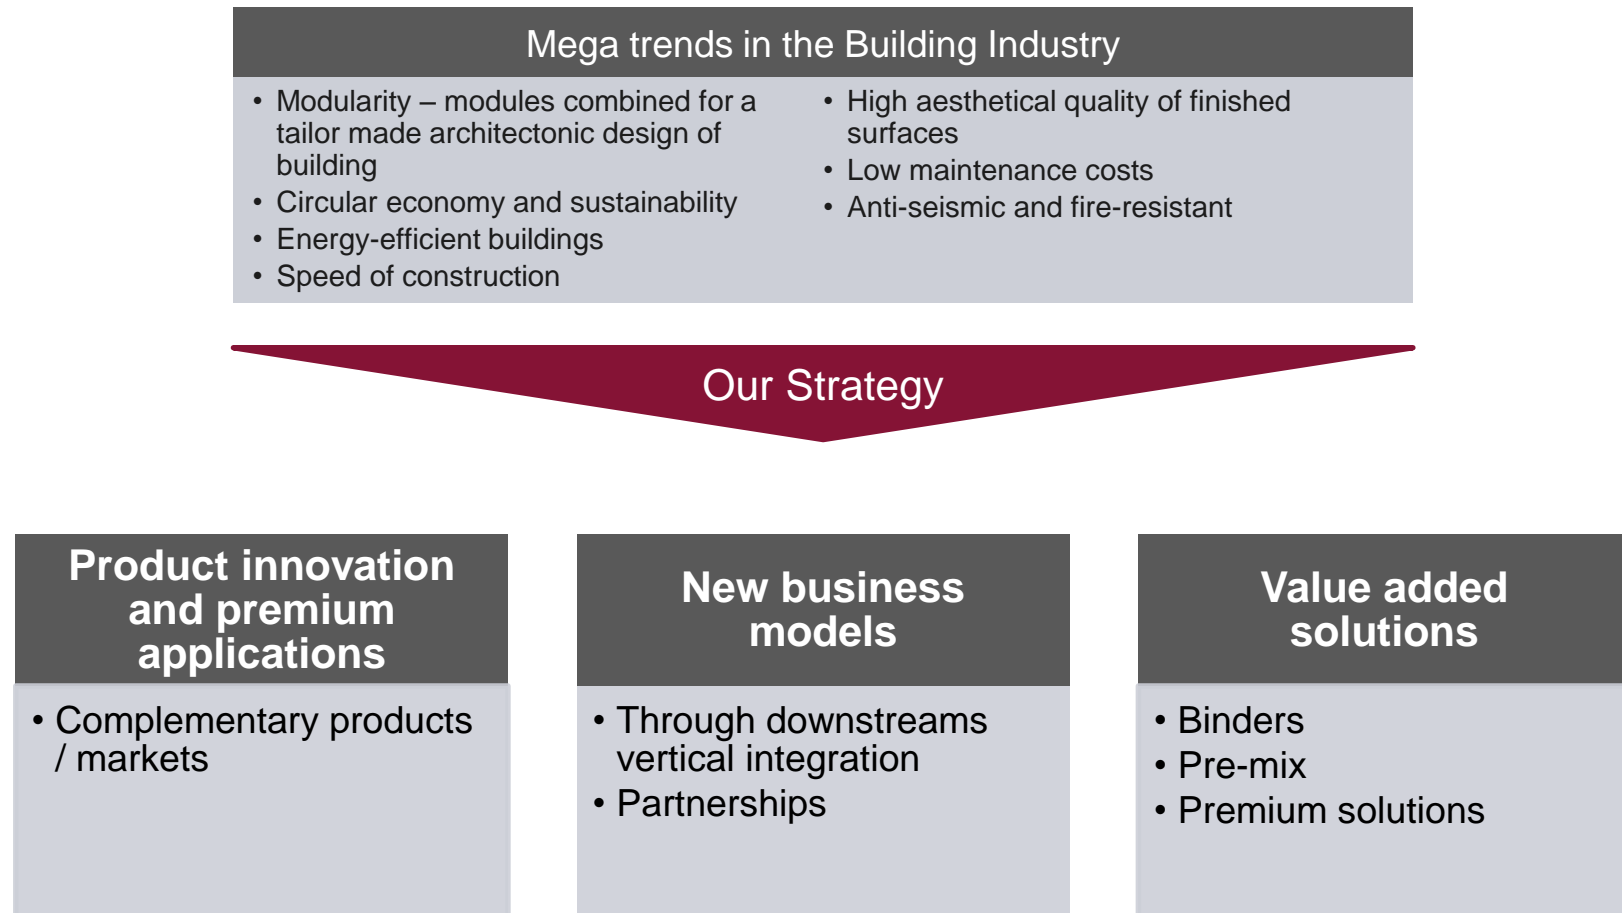 Mega trends in the Building Industry
• Modularity – modules combined for a
tailor made architectonic design of
building
• Circular economy and sustainability
• Energy-efficient buildings
• Speed of construction
• High aesthetical quality of finished
surfaces
• Low maintenance costs
• Anti-seismic and fire-resistant
Our Strategy
Product innovation
and premium
applications
• Complementary products
/ markets
New business
models
• Through downstreams
vertical integration
• Partnerships
Value added
solutions
• Binders
• Pre-mix
• Premium solutions